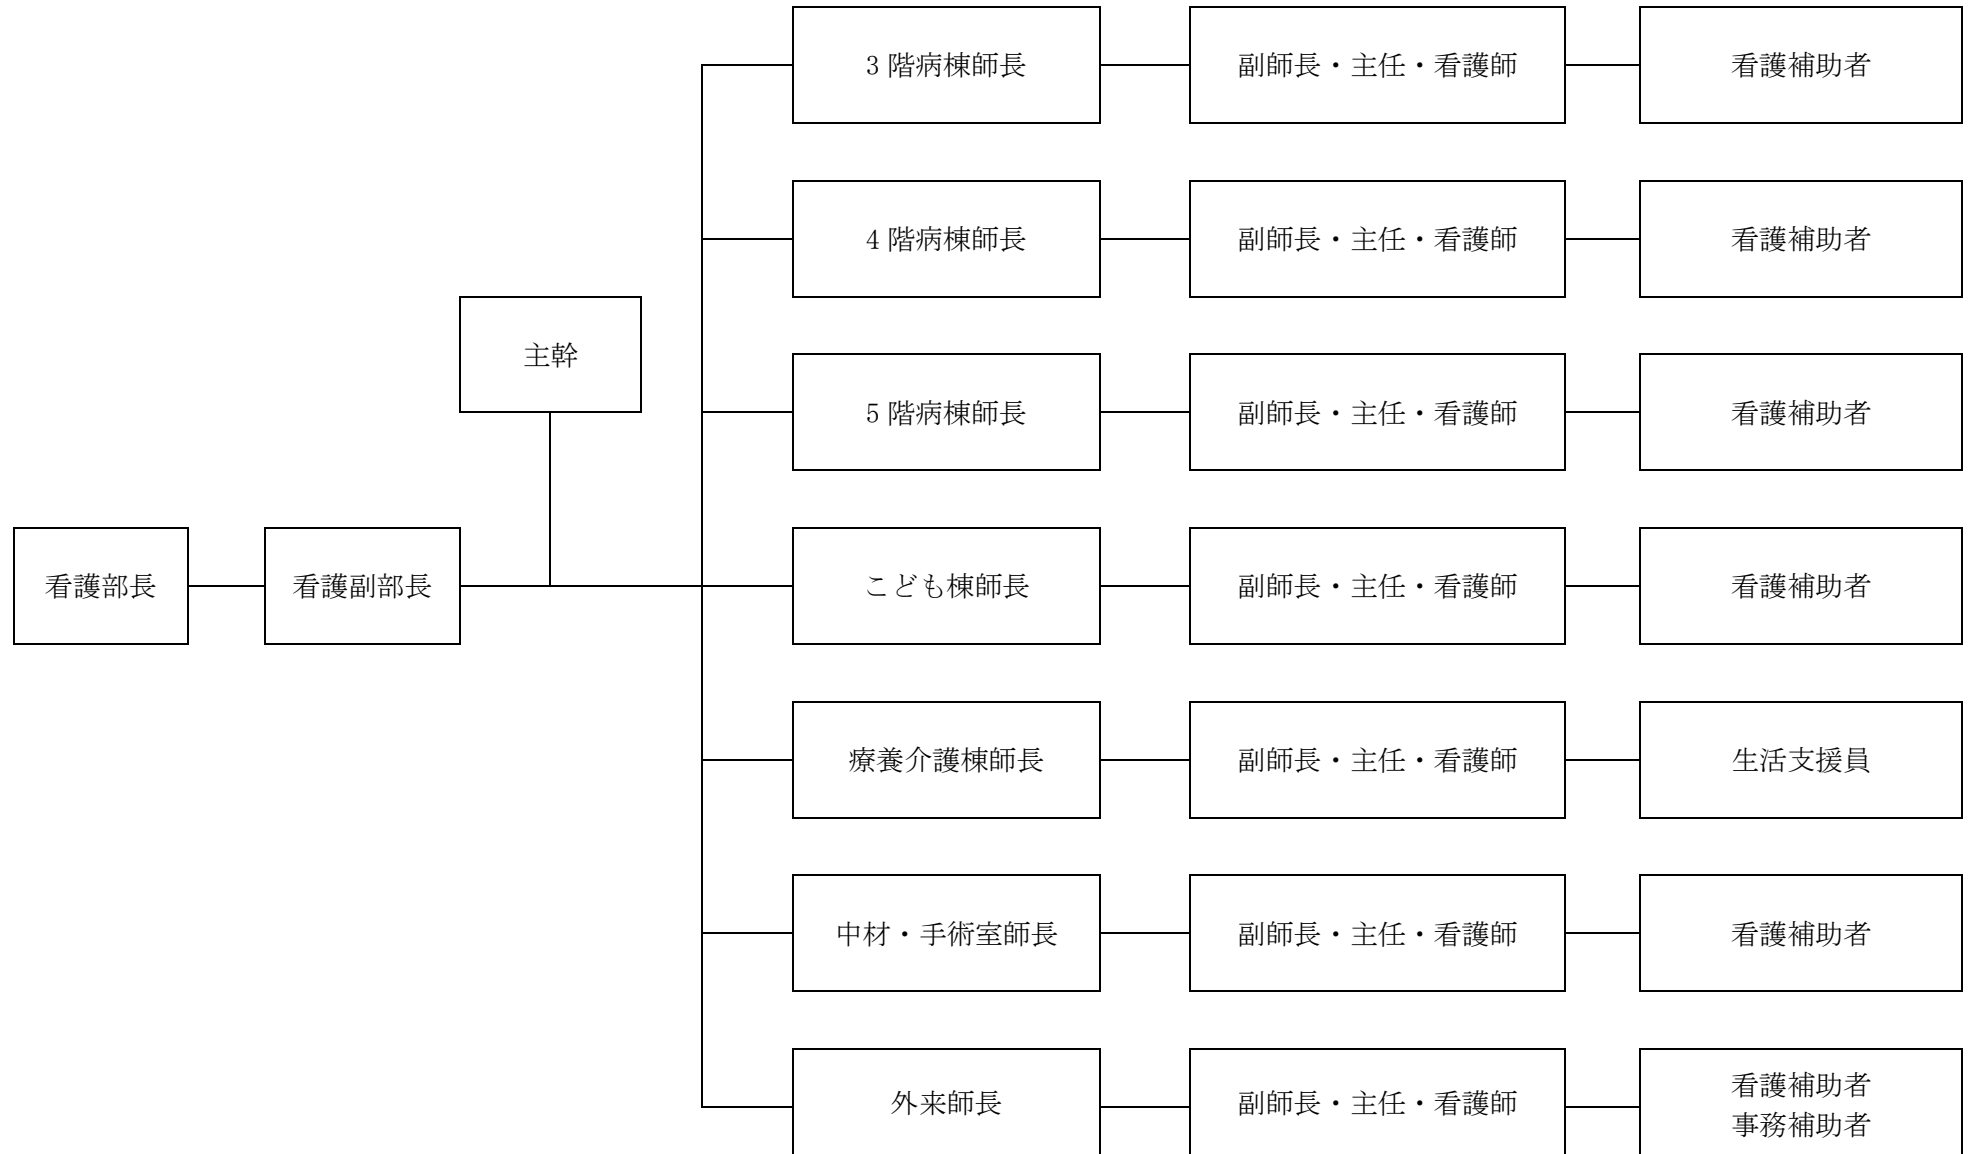 3 階病棟師長
副師長・主任・看護師
看護補助者
4 階病棟師長
副師長・主任・看護師
看護補助者
主幹
5 階病棟師長
副師長・主任・看護師
看護補助者
看護部長
看護副部長
こども棟師長
副師長・主任・看護師
看護補助者
療養介護棟師長
副師長・主任・看護師
生活支援員
中材・手術室師長
副師長・主任・看護師
看護補助者
外来師長
副師長・主任・看護師
看護補助者
事務補助者